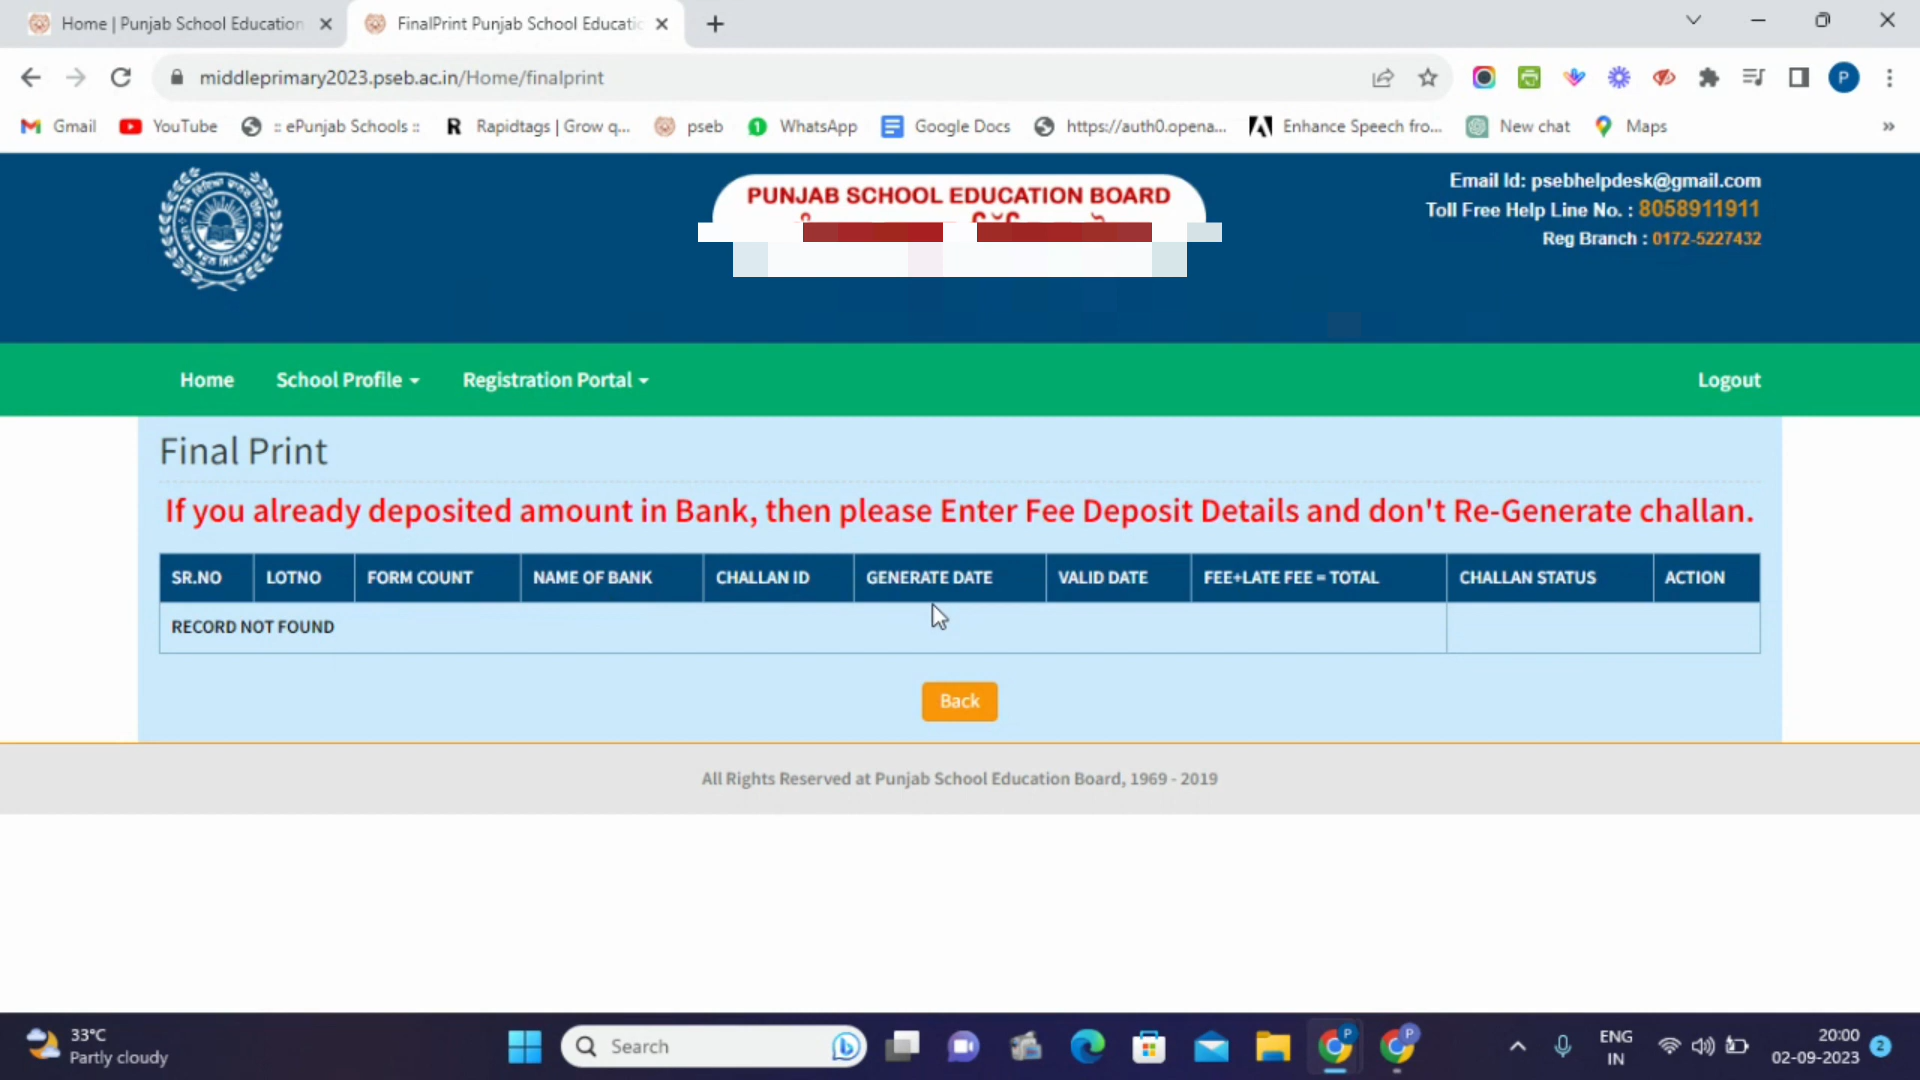 Home | Punjab School Education
FinalPrint Punjab School Educatio
middleprimary2023.pseb.ac.in/Home/finalprint
P
Gmail
YouTube
:: ePunjab Schools ::
R Rapidtags | Grow q...
pseb
1 WhatsApp
Google Docs
https://auth0.opena...
Enhance Speech fro...
New chat
Maps
»
PUNJAB SCHOOL EDUCATION BOARD
Email Id: psebhelpdesk@gmail.com
Toll Free Help Line No. : 8058911911
Reg Branch : 0172-5227432
Home School Profile Registration Portal Logout
Final Print
If you already deposited amount in Bank, then please Enter Fee Deposit Details and don't Re-Generate challan.
SR.NO LOTNO FORM COUNT NAME OF BANK CHALLAN ID GENERATE DATE VALID DATE FEE+LATE FEE = TOTAL CHALLAN STATUS ACTION
RECORD NOT FOUND
Back
All Rights Reserved at Punjab School Education Board, 1969 - 2019
33°C
Partly cloudy
Search
P
P
ENG
IN
20:00
02-09-2023
2